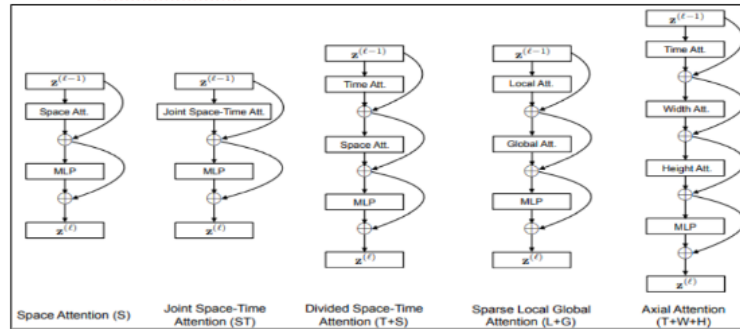 z^(ℓ−1)
Space Att.
MLP
z^(ℓ)
Space Attention (S)
z^(ℓ−1)
Joint Space-Time Att.
MLP
z^(ℓ)
Joint Space-Time
Attention (ST)
z^(ℓ−1)
Time Att.
Space Att.
MLP
z^(ℓ)
Divided Space-Time
Attention (T+S)
z^(ℓ−1)
Local Att.
Global Att.
MLP
z^(ℓ)
Sparse Local Global
Attention (L+G)
z^(ℓ−1)
Time Att.
Width Att.
Height Att.
MLP
z^(ℓ)
Axial Attention
(T+W+H)